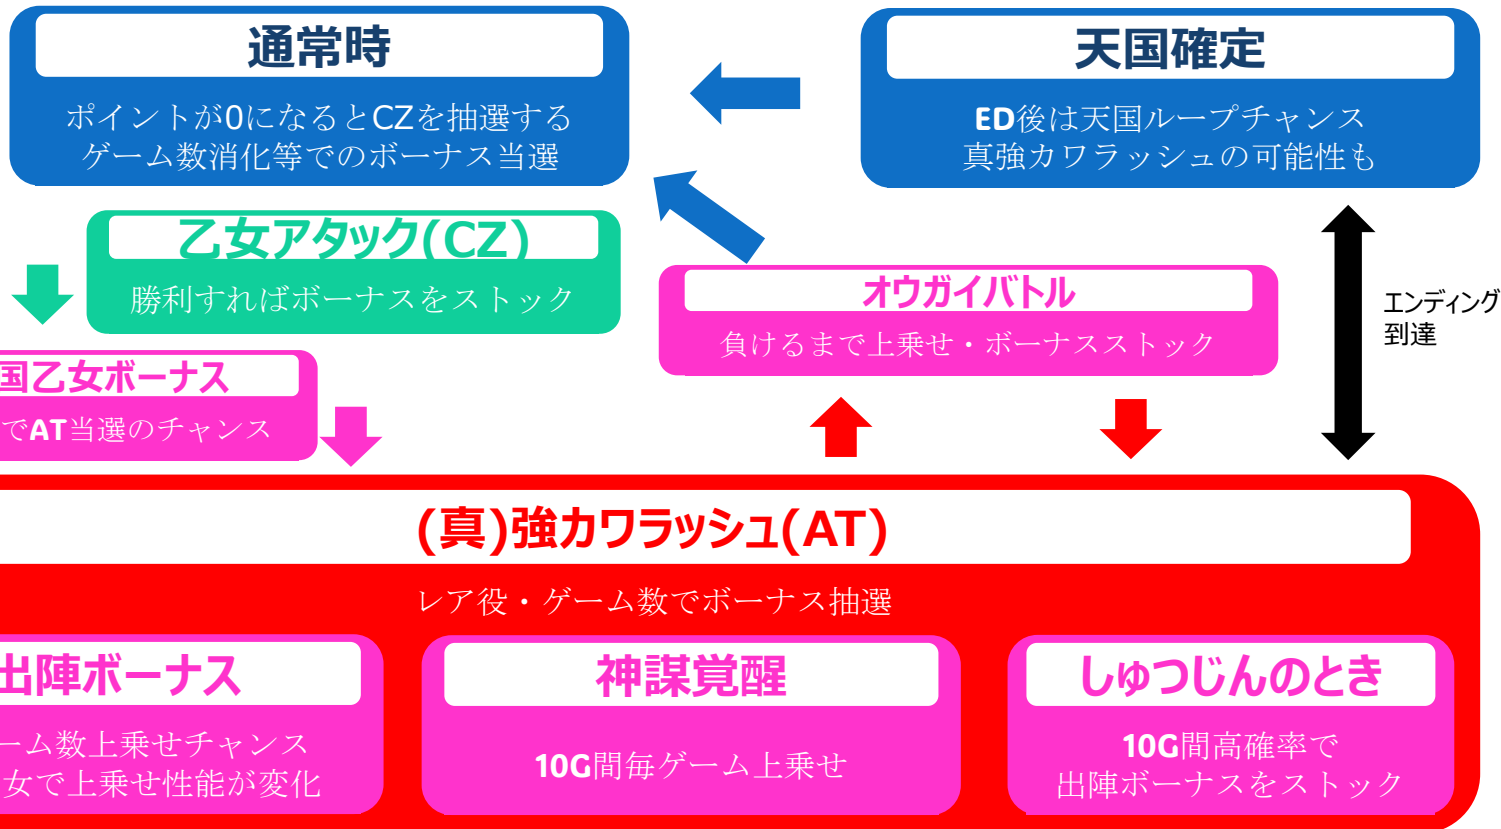 通常時
ポイントが0になるとCZを抽選する
ゲーム数消化等でのボーナス当選
天国確定
ED後は天国ループチャンス
真強カワラッシュの可能性も
乙女アタック(CZ)
勝利すればボーナスをストック
オウガイバトル
負けるまで上乗せ・ボーナスストック
エンディング
到達
国乙女ボーナス
でAT当選のチャンス
(真)強カワラッシュ(AT)
レア役・ゲーム数でボーナス抽選
出陣ボーナス
ーム数上乗せチャンス
女で上乗せ性能が変化
神謀覚醒
10G間毎ゲーム上乗せ
しゅつじんのとき
10G間高確率で
出陣ボーナスをストック